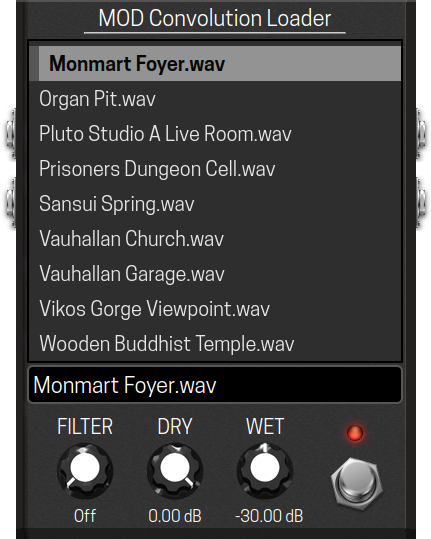 MOD Convolution Loader
Monmart Foyer.wav
Organ Pit.wav
Pluto Studio A Live Room.wav
Prisoners Dungeon Cell.wav
Sansui Spring.wav
Vauhallan Church.wav
Vauhallan Garage.wav
Vikos Gorge Viewpoint.wav
Wooden Buddhist Temple.wav
Monmart Foyer.wav
FILTER DRY WET
Off 0.00 dB -30.00 dB